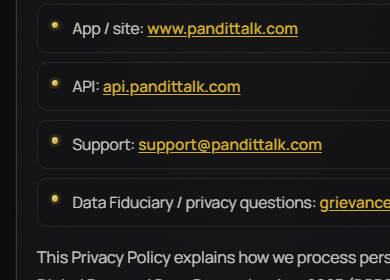 App / site: www.pandittalk.com
API: api.pandittalk.com
Support: support@pandittalk.com
Data Fiduciary / privacy questions: grievance
This Privacy Policy explains how we process pers